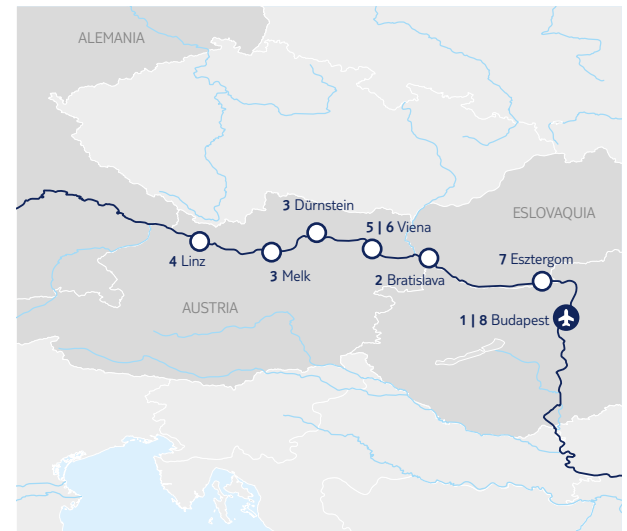 ALEMANIA
3 Dürnstein
5 | 6 Viena
ESLOVAQUIA
4 Linz
3 Melk
2 Bratislava
7 Esztergom
AUSTRIA
1 | 8 Budapest